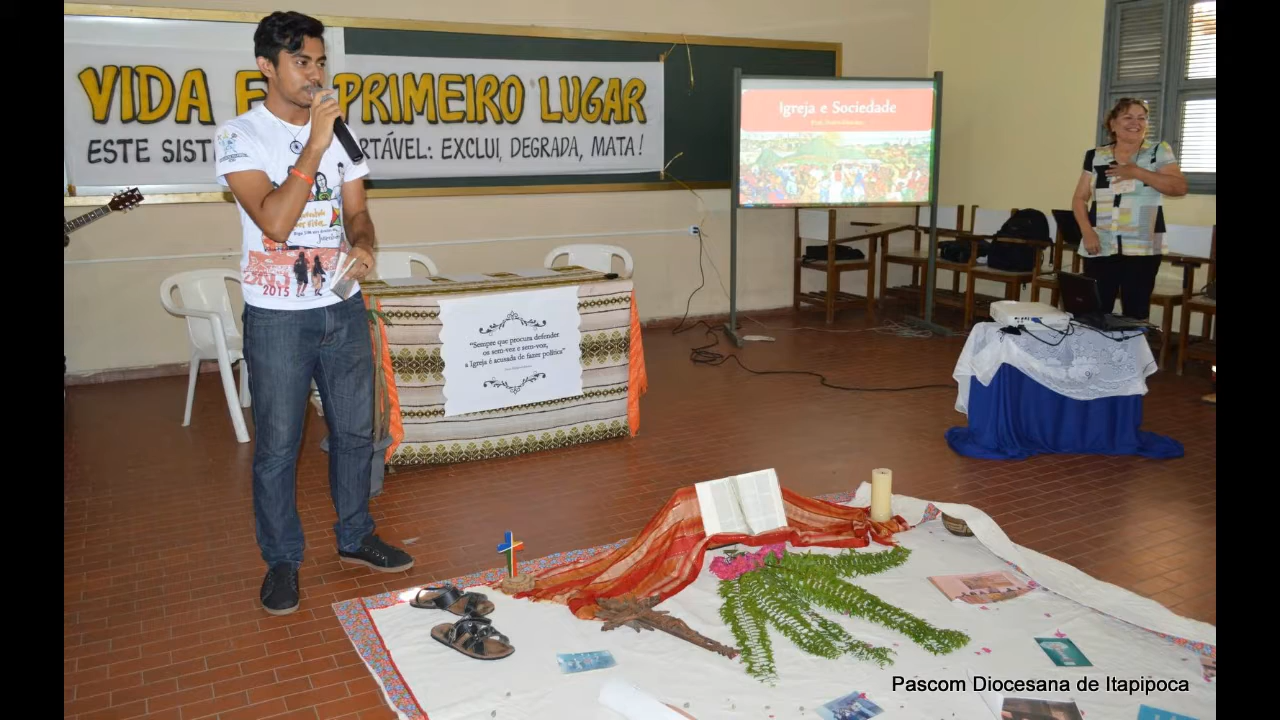 VIDA E PRIMEIRO LUGAR
ESTE SIST RTÁVEL: EXCLUI, DEGRADA, MATA!
Igreja e Sociedade
2015
"Sempre que procura defender
os sem-vez e sem-voz,
a Igreja é acusada de fazer política"
Pascom Diocesana de Itapipoca